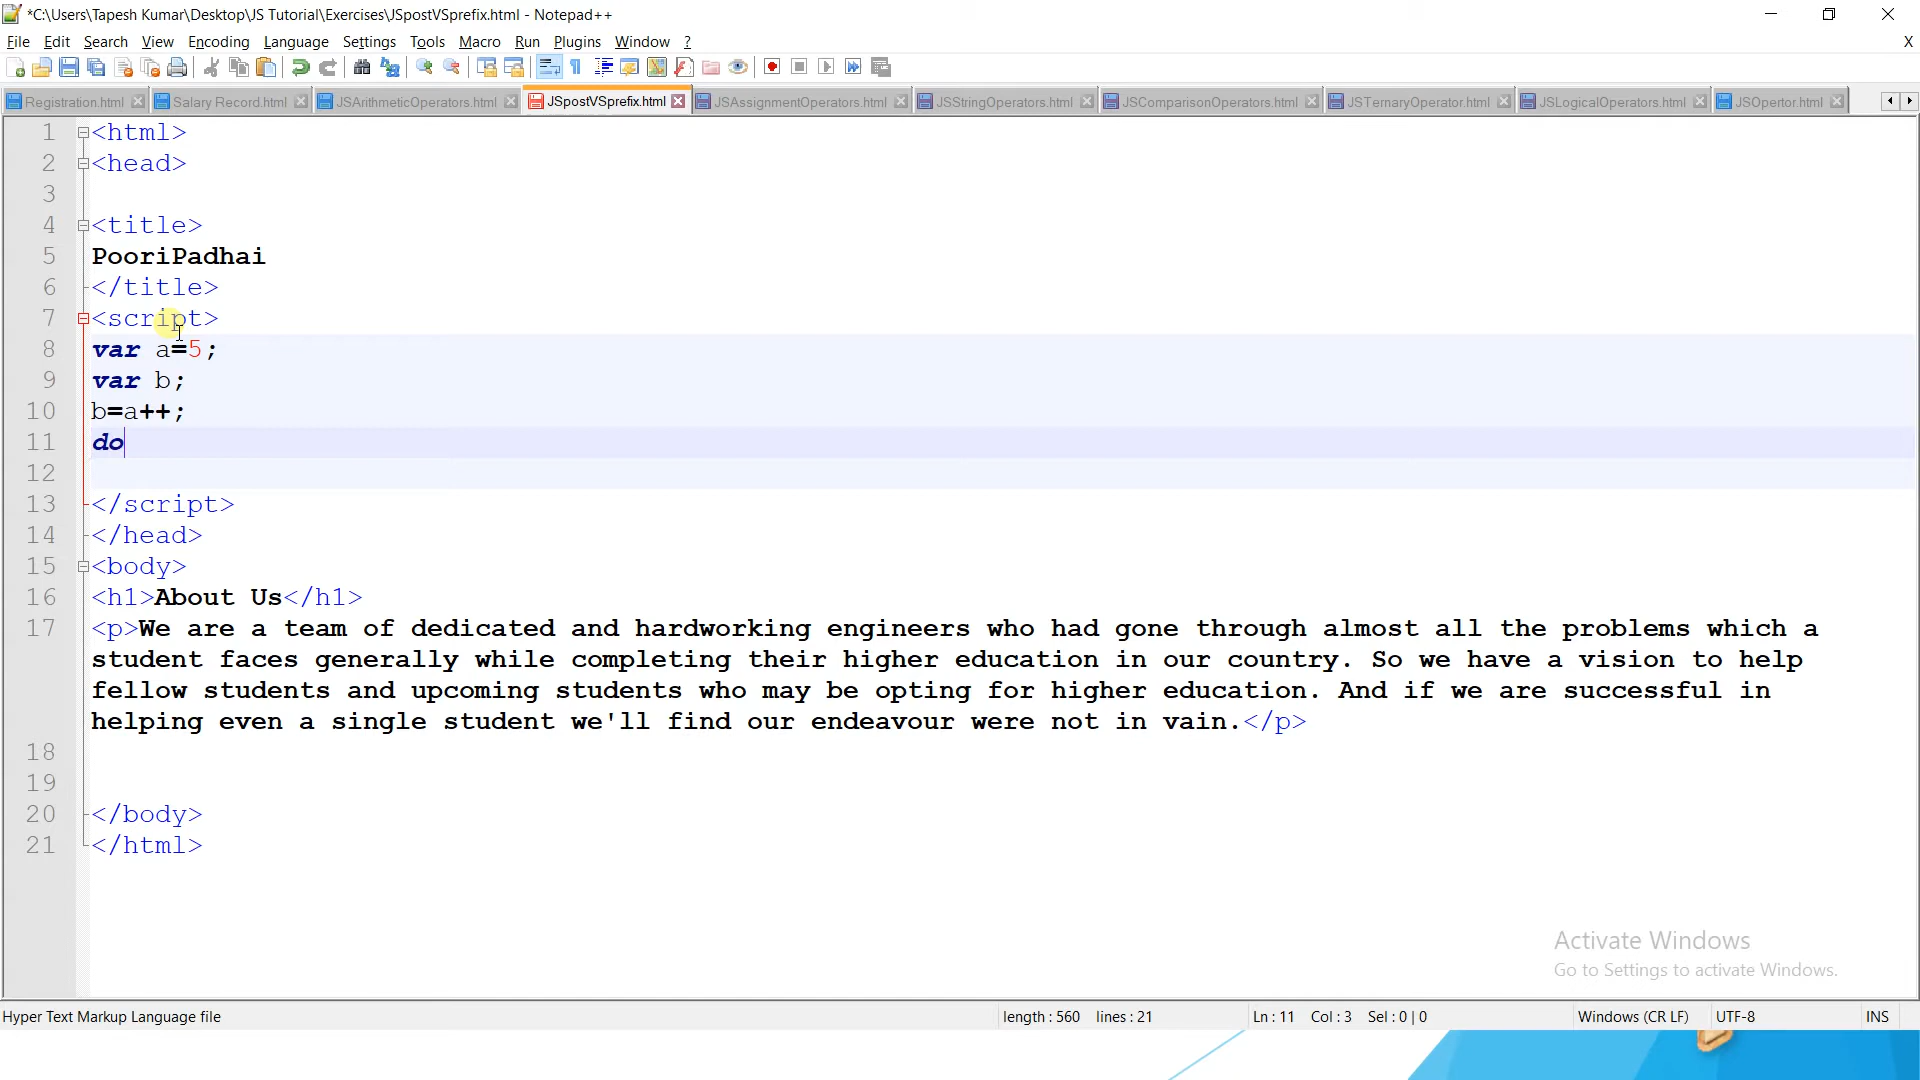 *C:\Users\Tapesh Kumar\Desktop\JS Tutorial\Exercises\JSpostVSprefix.html - Notepad++
File Edit Search View Encoding Language Settings Tools Macro Run Plugins Window ? X
Registration.html Salary Record.html JSArithmeticOperators.html JSpostVSprefix.html JSAssignmentOperators.html JSStringOperators.html JSComparisonOperators.html JSTernaryOperator.html JSLogicalOperators.html JSOpertor.html
1 <html>
2 <head>
3
4 <title>
5 PooriPadhai
6 </title>
7 <script>
8 var a=5;
9 var b;
10 b=a++;
11 do
12
13 </script>
14 </head>
15 <body>
16 <h1>About Us</h1>
17 <p>We are a team of dedicated and hardworking engineers who had gone through almost all the problems which a
student faces generally while completing their higher education in our country. So we have a vision to help
fellow students and upcoming students who may be opting for higher education. And if we are successful in
helping even a single student we'll find our endeavour were not in vain.</p>
18
19
20 </body>
21 </html>
Activate Windows
Go to Settings to activate Windows.
Hyper Text Markup Language file length : 560 lines : 21 Ln : 11 Col : 3 Sel : 0 | 0 Windows (CR LF) UTF-8 INS